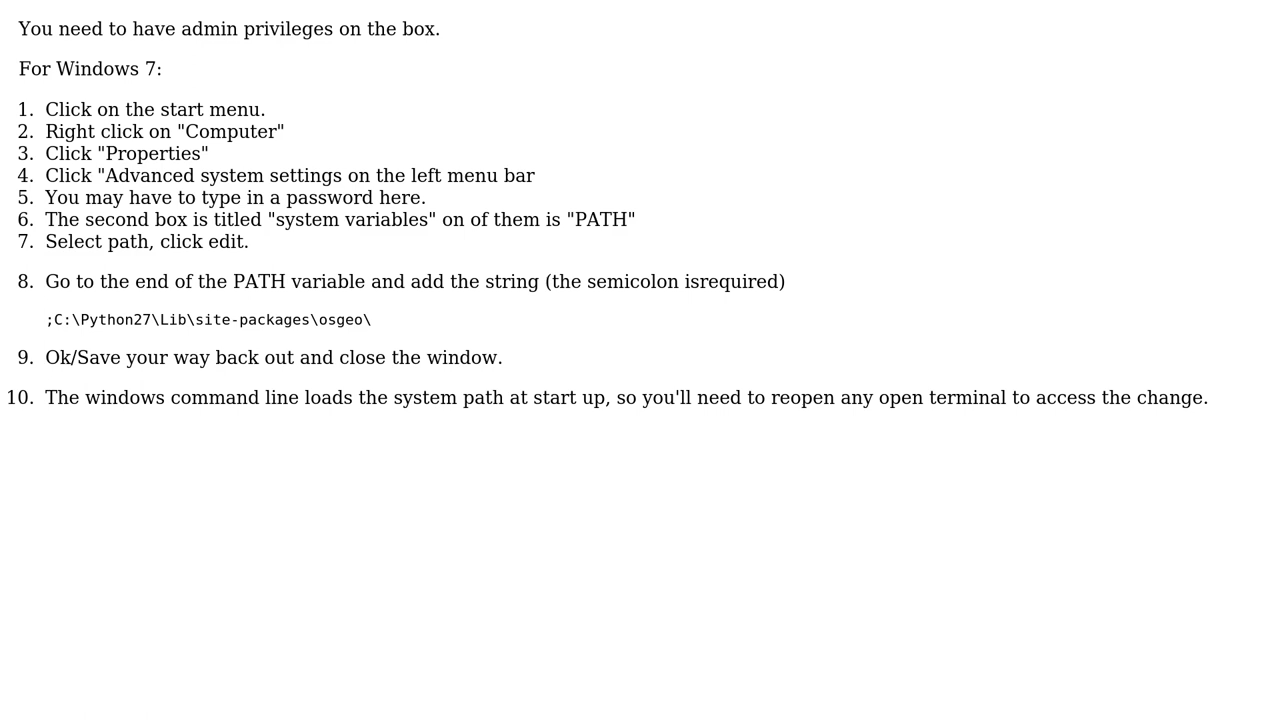 You need to have admin privileges on the box.
For Windows 7:
1. Click on the start menu.
2. Right click on "Computer"
3. Click "Properties"
4. Click "Advanced system settings on the left menu bar
5. You may have to type in a password here.
6. The second box is titled "system variables" on of them is "PATH"
7. Select path, click edit.
8. Go to the end of the PATH variable and add the string (the semicolon isrequired)
;C:\Python27\Lib\site-packages\osgeo\
9. Ok/Save your way back out and close the window.
10. The windows command line loads the system path at start up, so you'll need to reopen any open terminal to access the change.